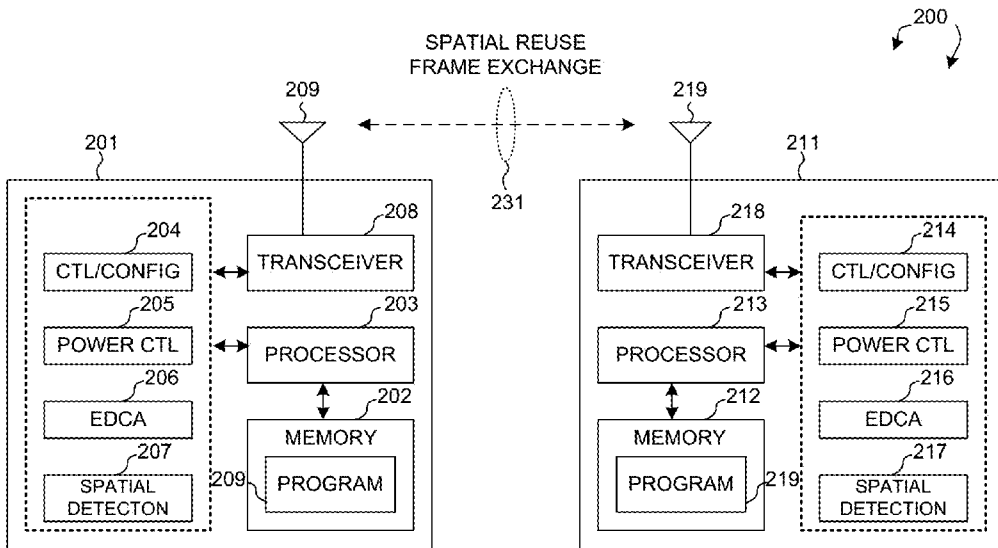 200
SPATIAL REUSE
FRAME EXCHANGE
209
219
201
211
231
204
208
218
214
CTL/CONFIG
TRANSCEIVER
TRANSCEIVER
CTL/CONFIG
205
203
213
215
POWER CTL
PROCESSOR
PROCESSOR
POWER CTL
206
202
212
216
EDCA
MEMORY
MEMORY
EDCA
207
217
SPATIAL
DETECTON
209
PROGRAM
PROGRAM
219
SPATIAL
DETECTION